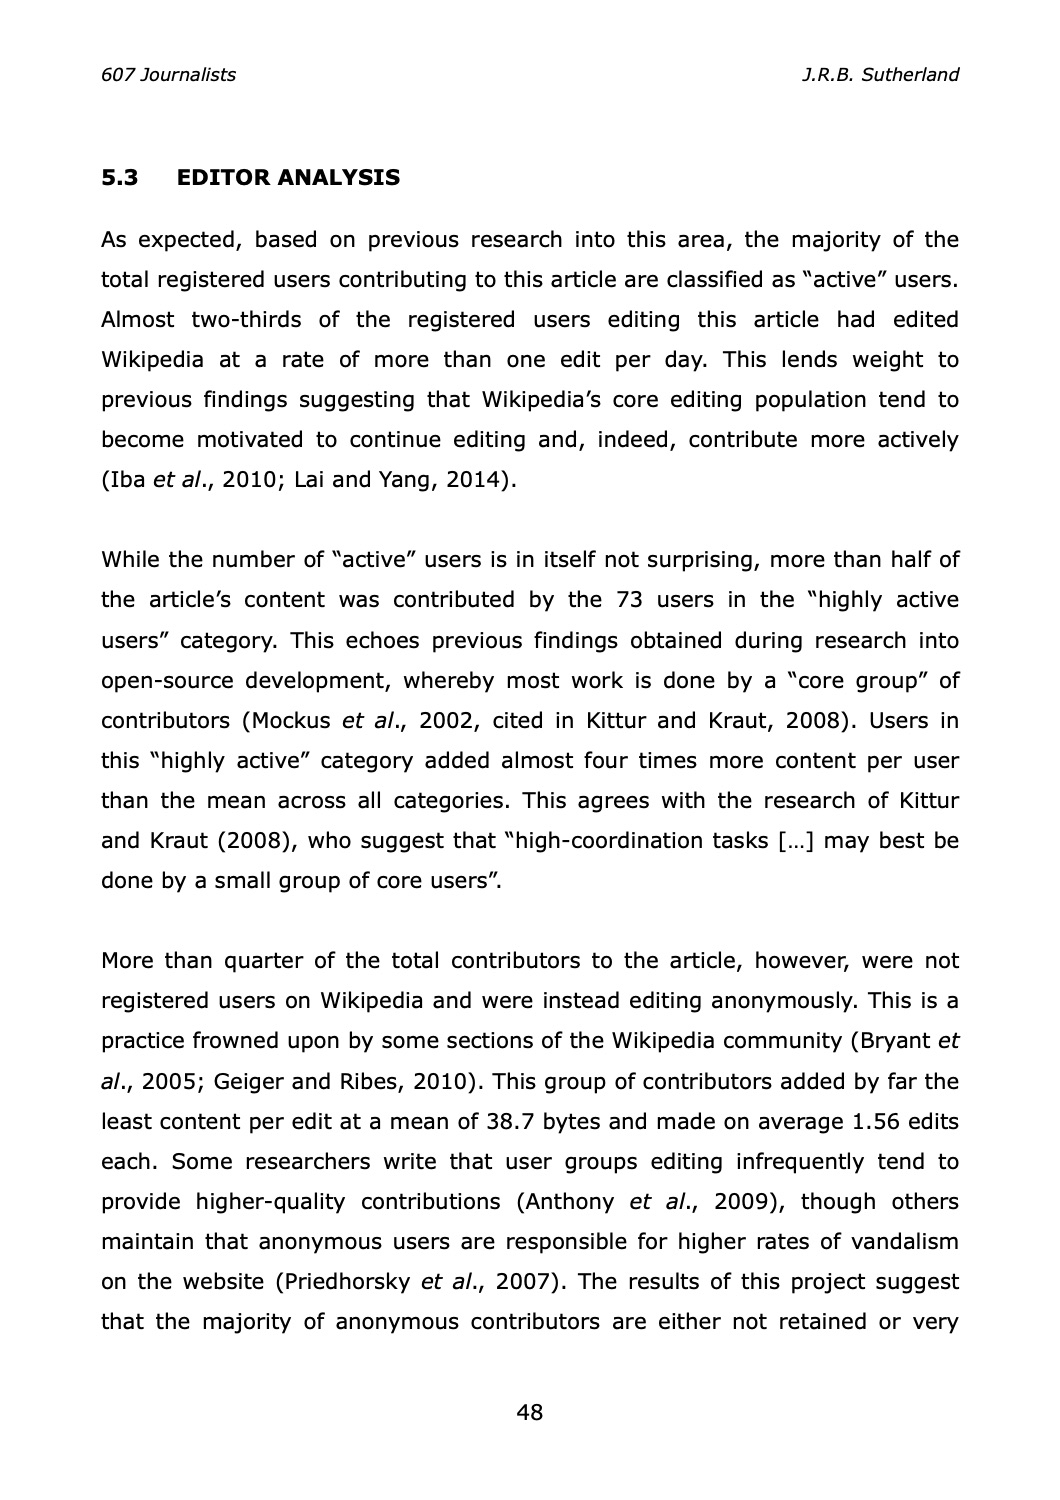 607 Journalists J.R.B. Sutherland
5.3 EDITOR ANALYSIS
As expected, based on previous research into this area, the majority of the
total registered users contributing to this article are classified as “active” users.
Almost two-thirds of the registered users editing this article had edited
Wikipedia at a rate of more than one edit per day. This lends weight to
previous findings suggesting that Wikipedia’s core editing population tend to
become motivated to continue editing and, indeed, contribute more actively
(Iba et al., 2010; Lai and Yang, 2014).
While the number of “active” users is in itself not surprising, more than half of
the article’s content was contributed by the 73 users in the “highly active
users” category. This echoes previous findings obtained during research into
open-source development, whereby most work is done by a “core group” of
contributors (Mockus et al., 2002, cited in Kittur and Kraut, 2008). Users in
this “highly active” category added almost four times more content per user
than the mean across all categories. This agrees with the research of Kittur
and Kraut (2008), who suggest that “high-coordination tasks […] may best be
done by a small group of core users”.
More than quarter of the total contributors to the article, however, were not
registered users on Wikipedia and were instead editing anonymously. This is a
practice frowned upon by some sections of the Wikipedia community (Bryant et
al., 2005; Geiger and Ribes, 2010). This group of contributors added by far the
least content per edit at a mean of 38.7 bytes and made on average 1.56 edits
each. Some researchers write that user groups editing infrequently tend to
provide higher-quality contributions (Anthony et al., 2009), though others
maintain that anonymous users are responsible for higher rates of vandalism
on the website (Priedhorsky et al., 2007). The results of this project suggest
that the majority of anonymous contributors are either not retained or very
48